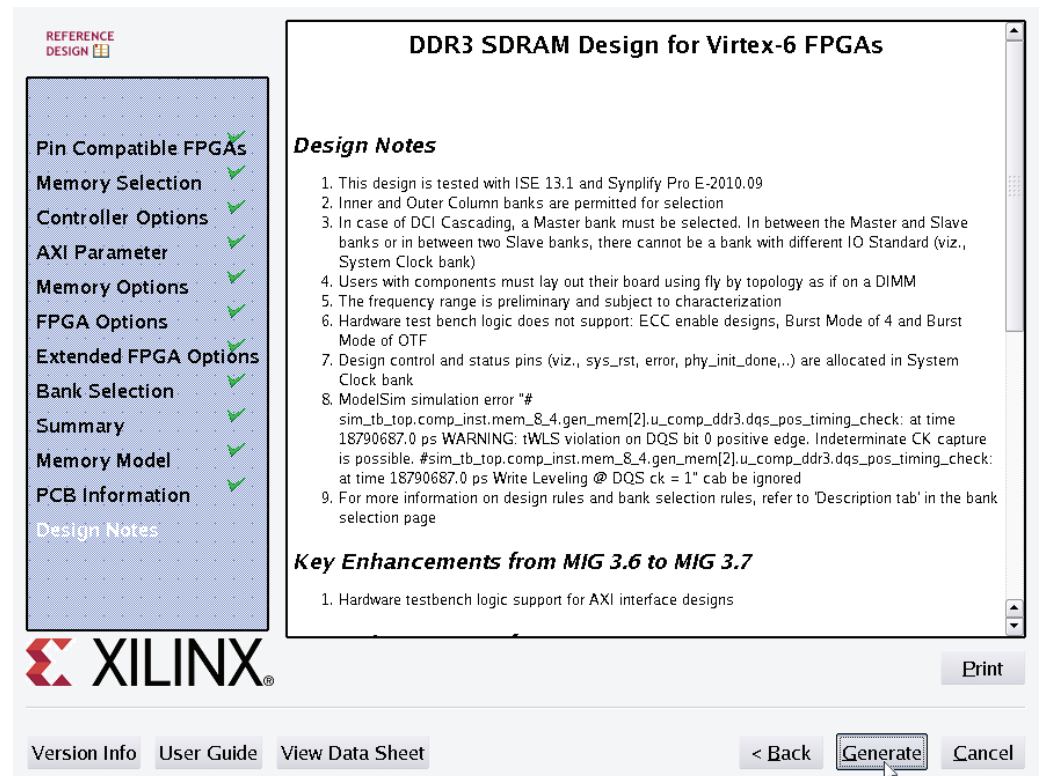 REFERENCE
DESIGN
Pin Compatible FPGAs
Memory Selection
Controller Options
AXI Parameter
Memory Options
FPGA Options
Extended FPGA Options
Bank Selection
Summary
Memory Model
PCB Information
Design Notes
DDR3 SDRAM Design for Virtex-6 FPGAs
Design Notes
1. This design is tested with ISE 13.1 and Synplify Pro E-2010.09
2. Inner and Outer Column banks are permitted for selection
3. In case of DCI Cascading, a Master bank must be selected. In between the Master and Slave
banks or in between two Slave banks, there cannot be a bank with different IO Standard (viz.,
System Clock bank)
4. Users with components must lay out their board using fly by topology as if on a DIMM
5. The frequency range is preliminary and subject to characterization
6. Hardware test bench logic does not support: ECC enable designs, Burst Mode of 4 and Burst
Mode of OTF
7. Design control and status pins (viz., sys_rst, error, phy_init_done,..) are allocated in System
Clock bank
8. ModelSim simulation error "#
sim_tb_top.comp_inst.mem_8_4.gen_mem[2].u_comp_ddr3.dqs_pos_timing_check: at time
18790687.0 ps WARNING: tWLS violation on DQS bit 0 positive edge. Indeterminate CK capture
is possible. #sim_tb_top.comp_inst.mem_8_4.gen_mem[2].u_comp_ddr3.dqs_pos_timing_check:
at time 18790687.0 ps Write Leveling @ DQS ck = 1" cab be ignored
9. For more information on design rules and bank selection rules, refer to 'Description tab' in the bank
selection page
Key Enhancements from MIG 3.6 to MIG 3.7
1. Hardware testbench logic support for AXI interface designs
XILINX®
Print
Version Info
User Guide
View Data Sheet
< Back
Generate
Cancel